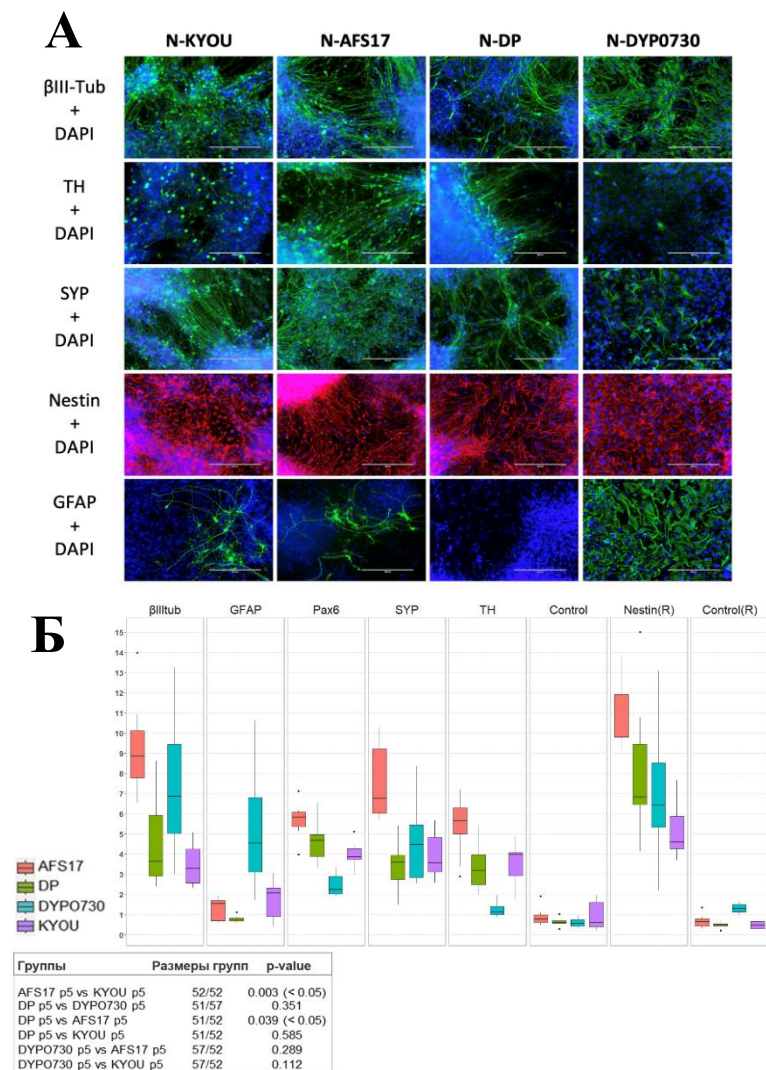 А
N-KYOU N-AFS17 N-DP N-DYP0730
βIII-Tub
+
DAPI
TH
+
DAPI
SYP
+
DAPI
Nestin
+
DAPI
GFAP
+
DAPI
Б
βIIItub GFAP Pax6 SYP TH Control Nestin(R) Control(R)
15
14
13
12
11
10
9
8
7
6
5
4
3
2
1
0
AFS17
DP
DYPO730
KYOU
Группы Размеры групп p-value
AFS17 p5 vs KYOU p5 52/52 0.003 (< 0.05)
DP p5 vs DYPO730 p5 51/57 0.351
DP p5 vs AFS17 p5 51/52 0.039 (< 0.05)
DP p5 vs KYOU p5 51/52 0.585
DYPO730 p5 vs AFS17 p5 57/52 0.289
DYPO730 p5 vs KYOU p5 57/52 0.112